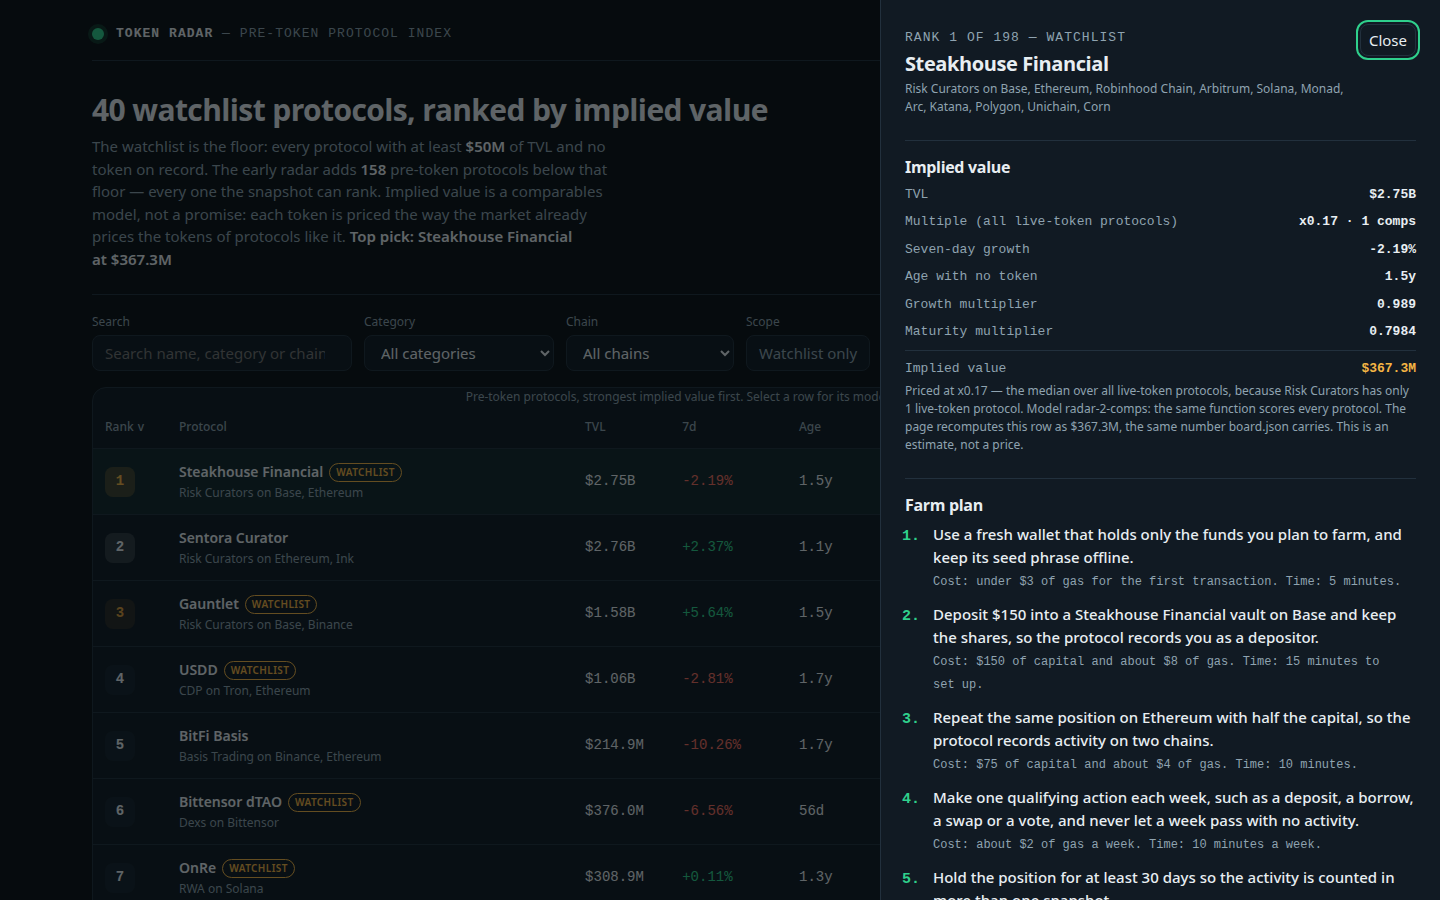 TOKEN RADAR — PRE-TOKEN PROTOCOL INDEX
40 watchlist protocols, ranked by implied value
The watchlist is the floor: every protocol with at least $50M of TVL and no
token on record. The early radar adds 158 pre-token protocols below that
floor — every one the snapshot can rank. Implied value is a comparables
model, not a promise: each token is priced the way the market already
prices the tokens of protocols like it. Top pick: Steakhouse Financial
at $367.3M
Search Category Chain Scope
Search name, category or chain All categories All chains Watchlist only
Pre-token protocols, strongest implied value first. Select a row for its mod
Rank v Protocol TVL 7d Age
1 Steakhouse Financial WATCHLIST $2.75B -2.19% 1.5y
Risk Curators on Base, Ethereum
2 Sentora Curator $2.76B +2.37% 1.1y
Risk Curators on Ethereum, Ink
3 Gauntlet WATCHLIST $1.58B +5.64% 1.5y
Risk Curators on Base, Binance
4 USDD WATCHLIST $1.06B -2.81% 1.7y
CDP on Tron, Ethereum
5 BitFi Basis $214.9M -10.26% 1.7y
Basis Trading on Binance, Ethereum
6 Bittensor dTAO WATCHLIST $376.0M -6.56% 56d
Dexs on Bittensor
7 OnRe WATCHLIST $308.9M +0.11% 1.3y
RWA on Solana
RANK 1 OF 198 — WATCHLIST
Close
Steakhouse Financial
Risk Curators on Base, Ethereum, Robinhood Chain, Arbitrum, Solana, Monad,
Arc, Katana, Polygon, Unichain, Corn
Implied value
TVL $2.75B
Multiple (all live-token protocols) x0.17 · 1 comps
Seven-day growth -2.19%
Age with no token 1.5y
Growth multiplier 0.989
Maturity multiplier 0.7984
Implied value $367.3M
Priced at x0.17 — the median over all live-token protocols, because Risk Curators has only
1 live-token protocol. Model radar-2-comps: the same function scores every protocol. The
page recomputes this row as $367.3M, the same number board.json carries. This is an
estimate, not a price.
Farm plan
1. Use a fresh wallet that holds only the funds you plan to farm, and
keep its seed phrase offline.
Cost: under $3 of gas for the first transaction. Time: 5 minutes.
2. Deposit $150 into a Steakhouse Financial vault on Base and keep
the shares, so the protocol records you as a depositor.
Cost: $150 of capital and about $8 of gas. Time: 15 minutes to
set up.
3. Repeat the same position on Ethereum with half the capital, so the
protocol records activity on two chains.
Cost: $75 of capital and about $4 of gas. Time: 10 minutes.
4. Make one qualifying action each week, such as a deposit, a borrow,
a swap or a vote, and never let a week pass with no activity.
Cost: about $2 of gas a week. Time: 10 minutes a week.
5. Hold the position for at least 30 days so the activity is counted in
more than one snapshot.